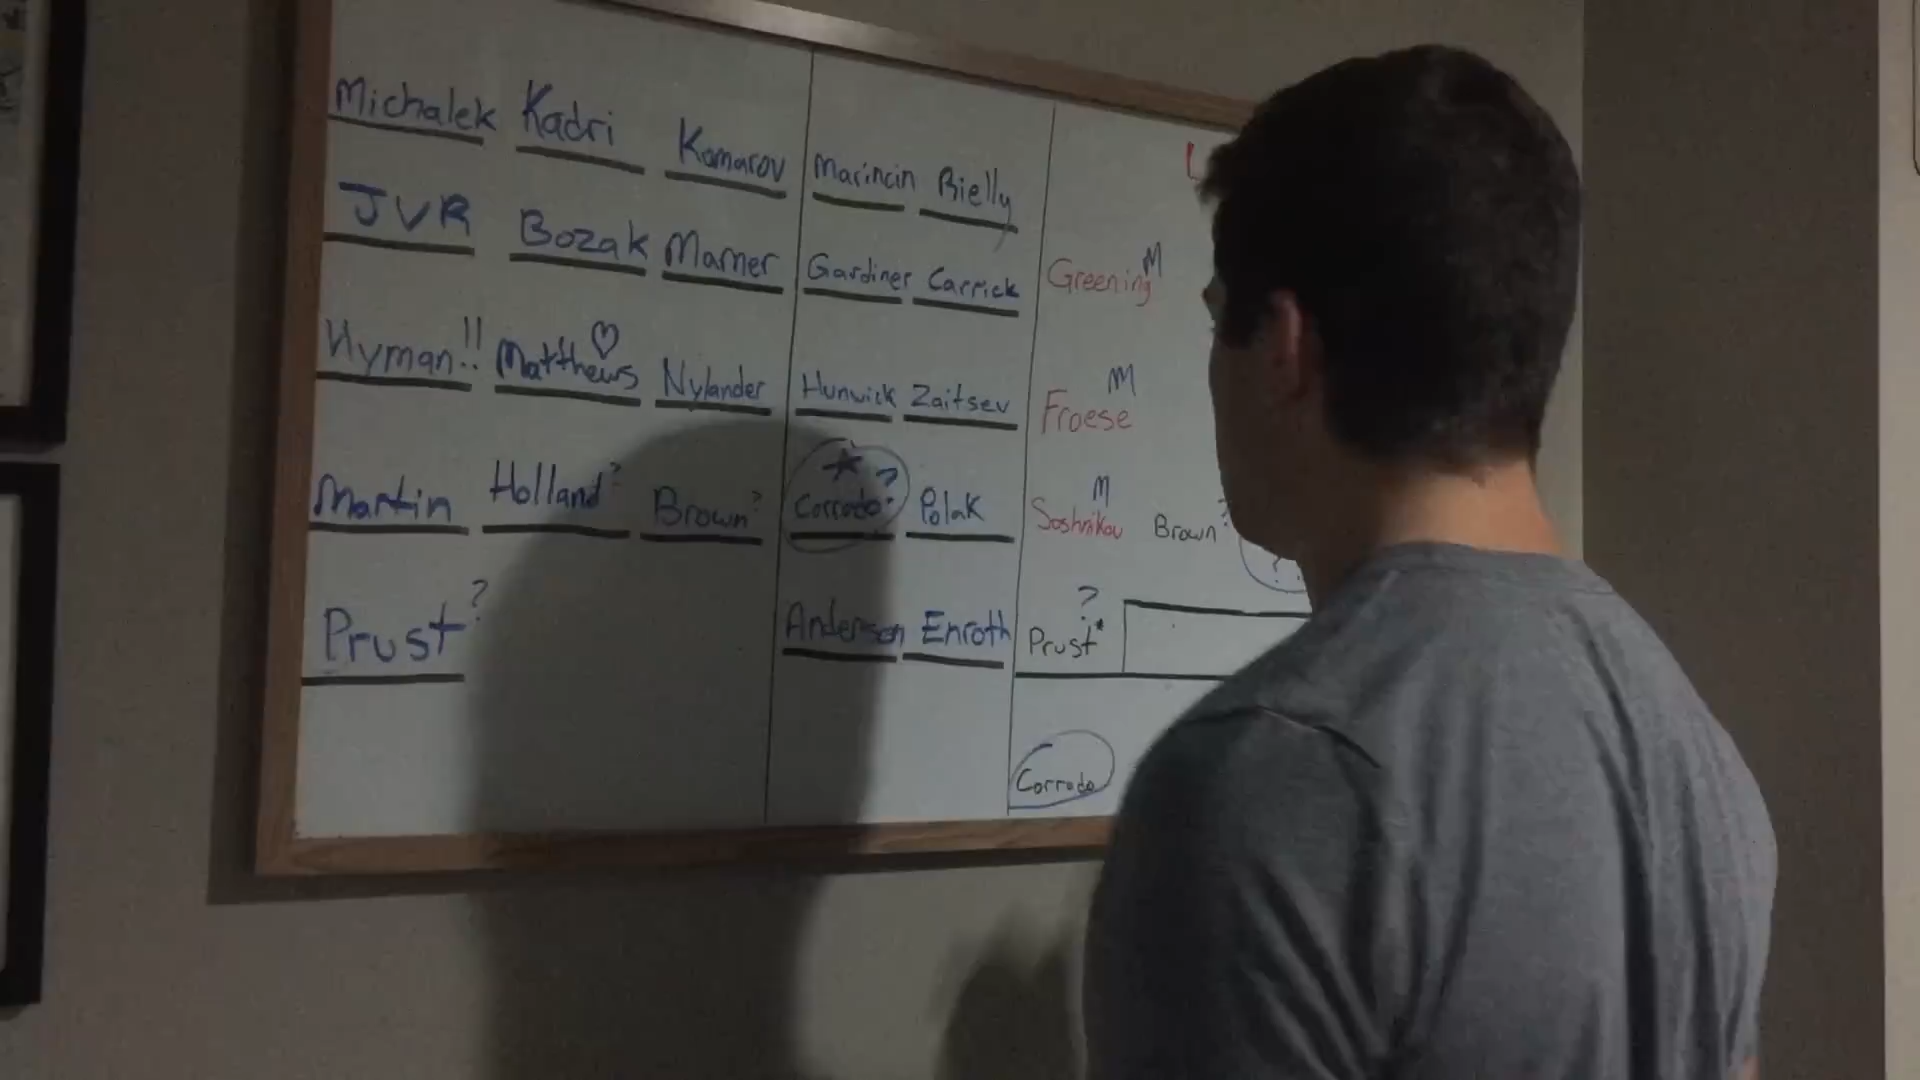 Michalek Kadri Komarov
JVR Bozak Marner
Hyman!! Matthews Nylander
Martin Holland? Brown?
Prust?
Marincin Rielly
Gardiner Carrick
Hunwick Zaitsev
Corrado? Polak
Anderson Enroth
Greening M
Froese M
Soshnikov M Brown?
Prust* ?
Corrado